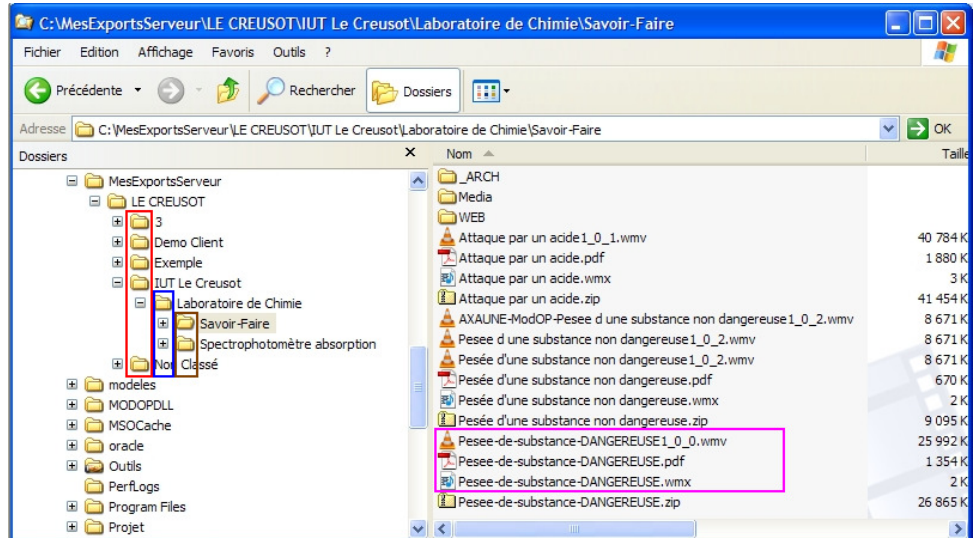 C:\MesExportsServeur\LE CREUSOT\IUT Le Creusot\Laboratoire de Chimie\Savoir-Faire
Fichier Edition Affichage Favoris Outils ?
Précédente Rechercher Dossiers
Adresse C:\MesExportsServeur\LE CREUSOT\IUT Le Creusot\Laboratoire de Chimie\Savoir-Faire OK
Dossiers
MesExportsServeur
LE CREUSOT
3
Demo Client
Exemple
IUT Le Creusot
Laboratoire de Chimie
Savoir-Faire
Spectrophotomètre absorption
Non Classé
modeles
MODOPDLL
MSOCache
oracle
Outils
PerfLogs
Program Files
Projet
Nom Taille
_ARCH
Media
WEB
Attaque par un acide1_0_1.wmv 40 784 K
Attaque par un acide.pdf 1 880 K
Attaque par un acide.wmx 3 K
Attaque par un acide.zip 41 454 K
AXAUNE-ModOP-Pesee d une substance non dangereuse1_0_2.wmv 8 671 K
Pesee d une substance non dangereuse1_0_2.wmv 8 671 K
Pesée d'une substance non dangereuse1_0_2.wmv 8 671 K
Pesée d'une substance non dangereuse.pdf 670 K
Pesée d'une substance non dangereuse.wmx 2 K
Pesée d'une substance non dangereuse.zip 9 095 K
Pesee-de-substance-DANGEREUSE1_0_0.wmv 25 992 K
Pesee-de-substance-DANGEREUSE.pdf 1 354 K
Pesee-de-substance-DANGEREUSE.wmx 2 K
Pesee-de-substance-DANGEREUSE.zip 26 865 K